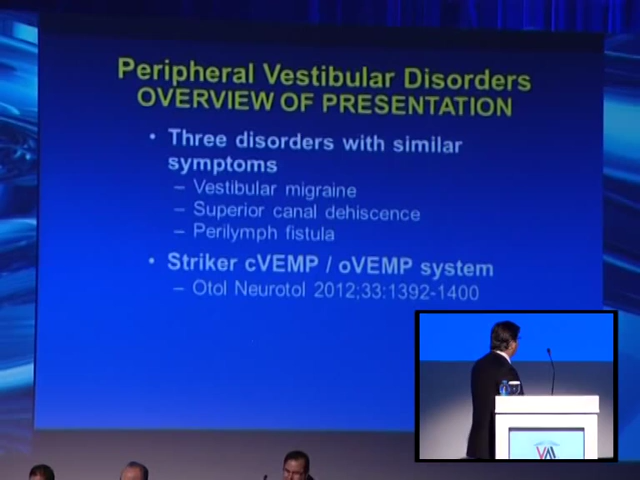 Peripheral Vestibular Disorders
OVERVIEW OF PRESENTATION
• Three disorders with similar
symptoms
– Vestibular migraine
– Superior canal dehiscence
– Perilymph fistula
• Striker cVEMP / oVEMP system
– Otol Neurotol 2012;33:1392-1400